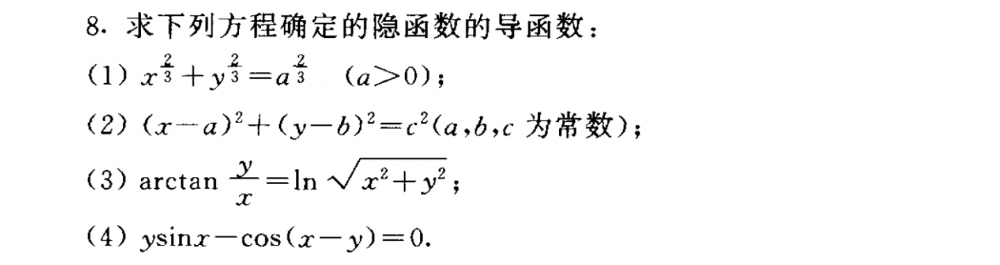 8. 求下列方程确定的隐函数的导函数：
(1) $x^{\frac{2}{3}}+y^{\frac{2}{3}}=a^{\frac{2}{3}}$ (a>0)；
(2) $(x-a)^2+(y-b)^2=c^2$(a,b,c 为常数)；
(3) $\arctan \frac{y}{x}=\ln \sqrt{x^2+y^2}$；
(4) ysinx－cos(x－y)=0.